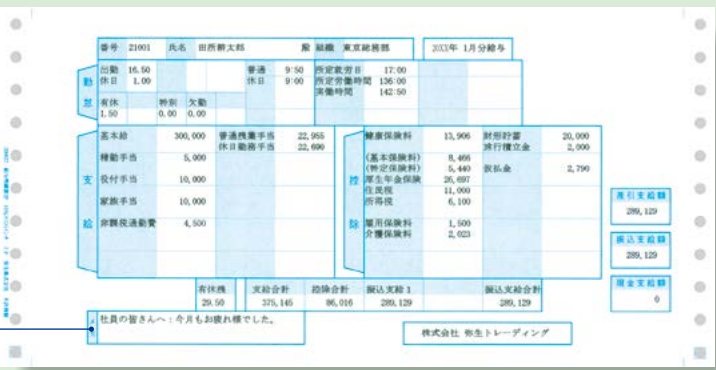 番号 21001 氏名 田所耕太郎 殿 組織 東京総務部 20XX年 1月分給与
勤怠
出勤 16.50 普通 9:50 所定就労日 17:00
休日 1.00 休日 9:00 所定労働時間 136:00
実働時間 142:50
有休 特別 欠勤
1.50 0.00 0.00
支給
基本給 300,000 普通残業手当 22,955
休日勤務手当 22,690
精勤手当 5,000
役付手当 10,000
家族手当 10,000
非課税通勤費 4,500
控除
健康保険料 13,906 財形貯蓄 20,000
旅行積立金 2,000
(基本保険料) 8,466
(特定保険料) 5,440 仮払金 2,790
厚生年金保険 26,697
住民税 11,000
所得税 6,100
雇用保険料 1,500
介護保険料 2,023
差引支給額
289,129
振込支給額
289,129
現金支給額
0
有休残 支給合計 控除合計 振込支給1 振込支給合計
29.50 375,145 86,016 289,129 289,129
社員の皆さんへ：今月もお疲れ様でした。
株式会社 弥生トレーディング